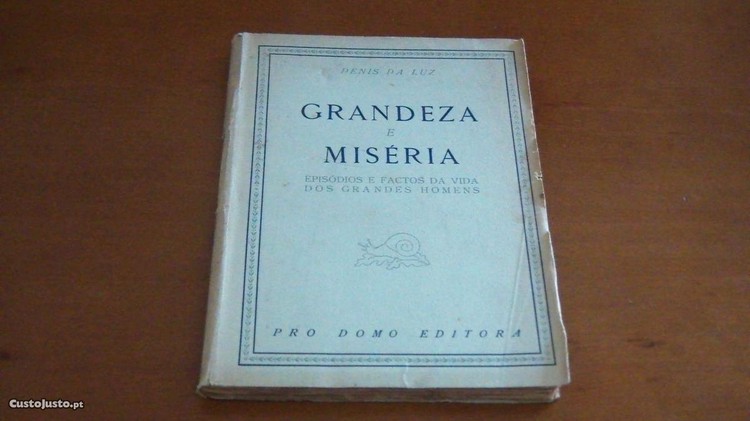 DENIS DA LUZ
GRANDEZA
E
MISÉRIA
EPISÓDIOS E FACTOS DA VIDA
DOS GRANDES HOMENS
PRO DOMO EDITORA
CustoJusto.pt